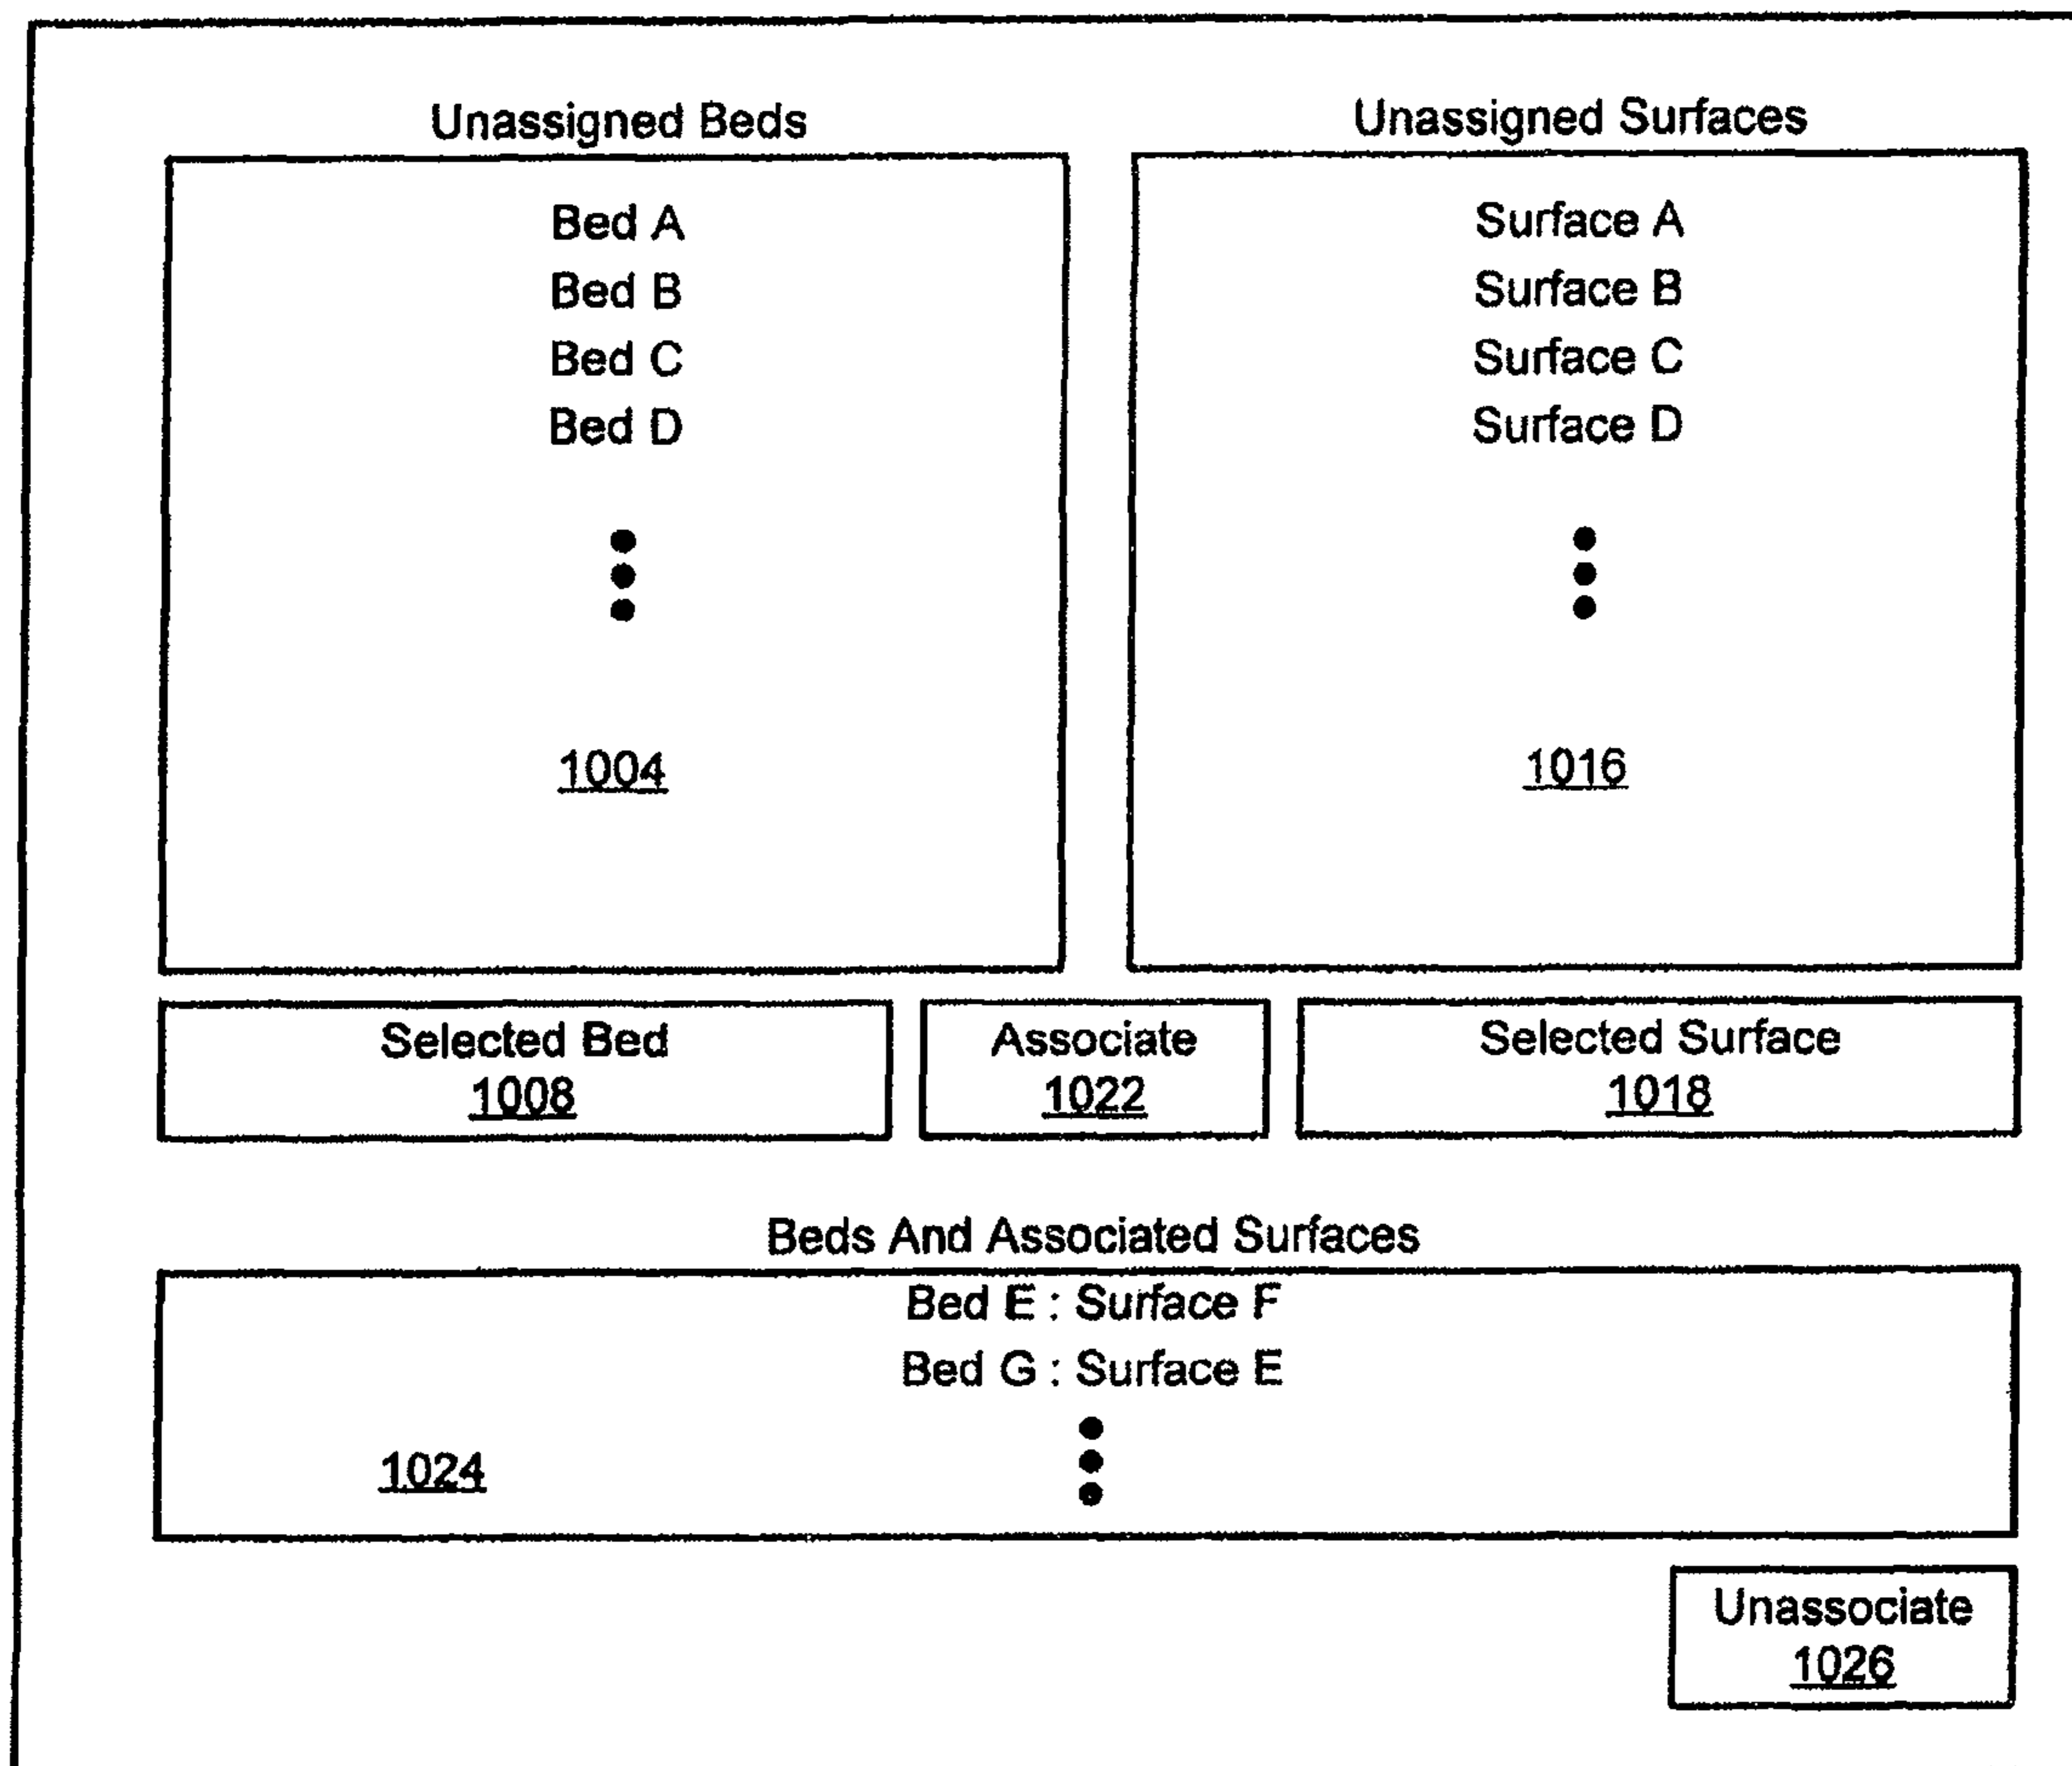 Unassigned Beds
Bed A
Bed B
Bed C
Bed D
1004
Unassigned Surfaces
Surface A
Surface B
Surface C
Surface D
1016
Selected Bed
1008
Associate
1022
Selected Surface
1018
Beds And Associated Surfaces
Bed E : Surface F
Bed G : Surface E
1024
Unassociate
1026